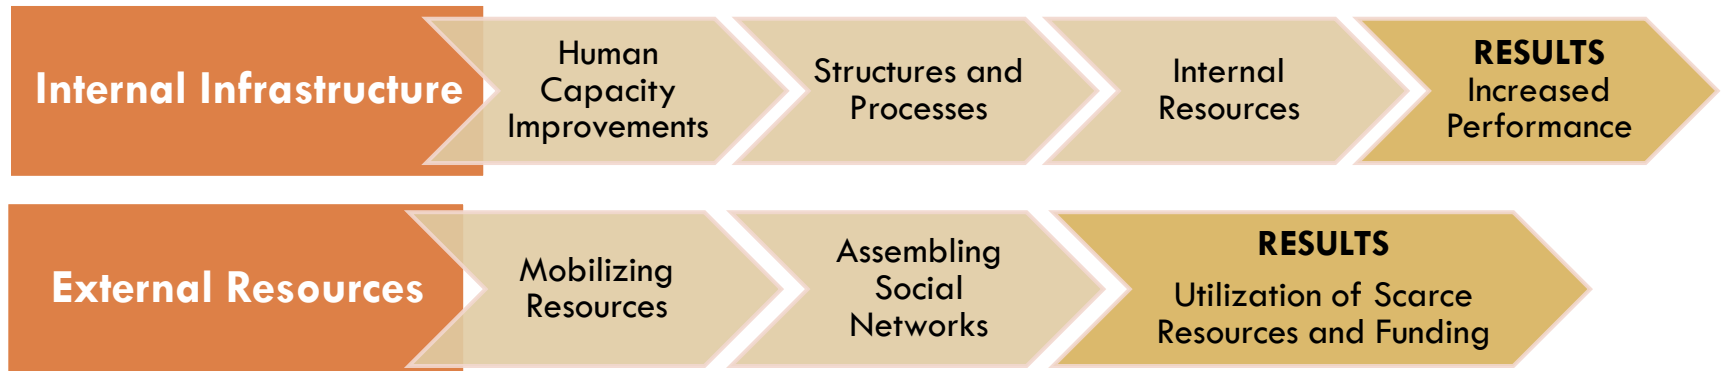 Internal Infrastructure
Human
Capacity
Improvements
Structures and
Processes
Internal
Resources
RESULTS
Increased
Performance
External Resources
Mobilizing
Resources
Assembling
Social
Networks
RESULTS
Utilization of Scarce
Resources and Funding